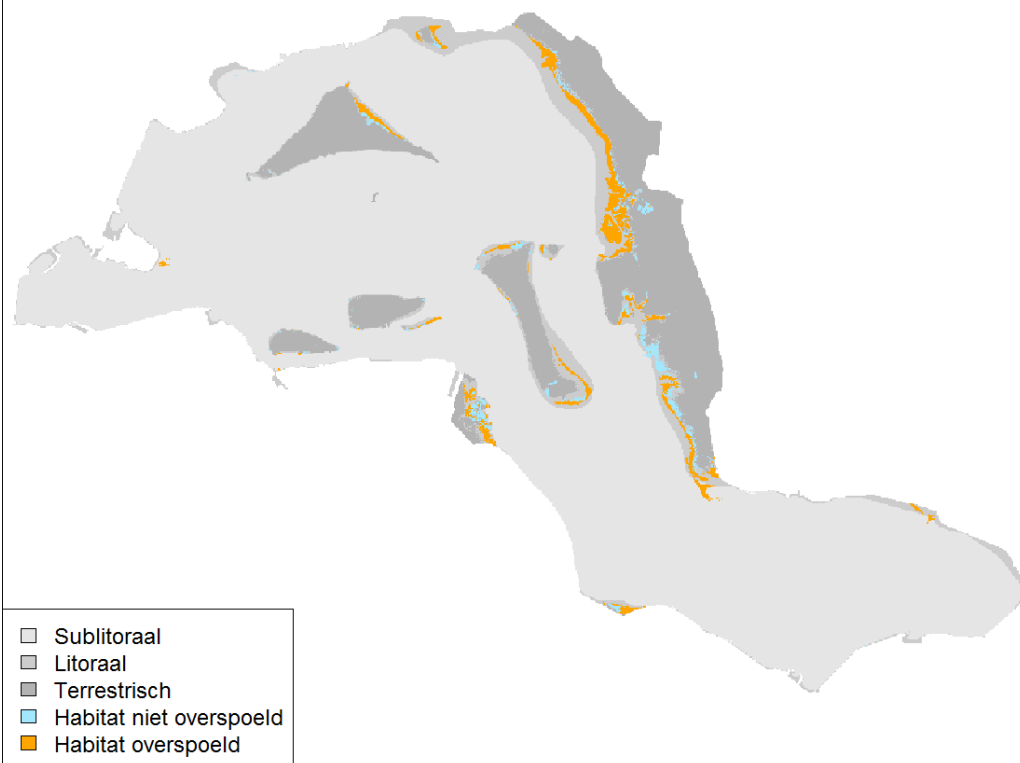 Sublitoraal
Litoraal
Terrestrisch
Habitat niet overspoeld
Habitat overspoeld